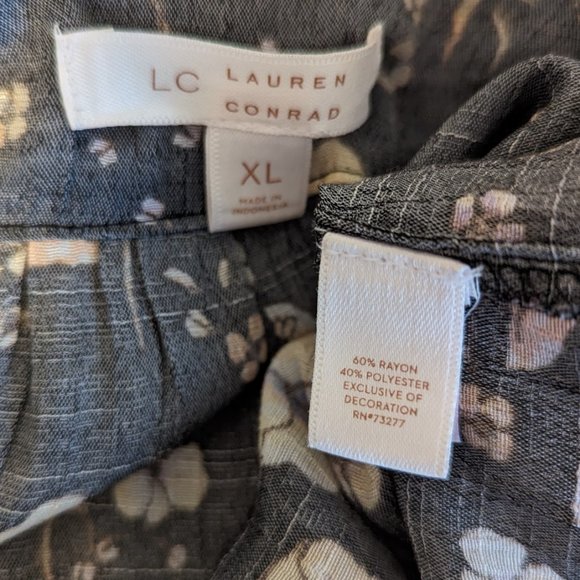 LC LAUREN CONRAD
XL
MADE IN
INDONESIA
60% RAYON
40% POLYESTER
EXCLUSIVE OF
DECORATION
RN#73277